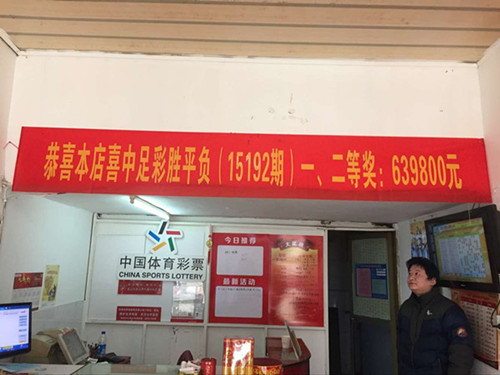 恭喜本店喜中足彩胜平负（15192期）一、二等奖：639800元
中国体育彩票
CHINA SPORTS LOTTERY
今日推荐
最新活动